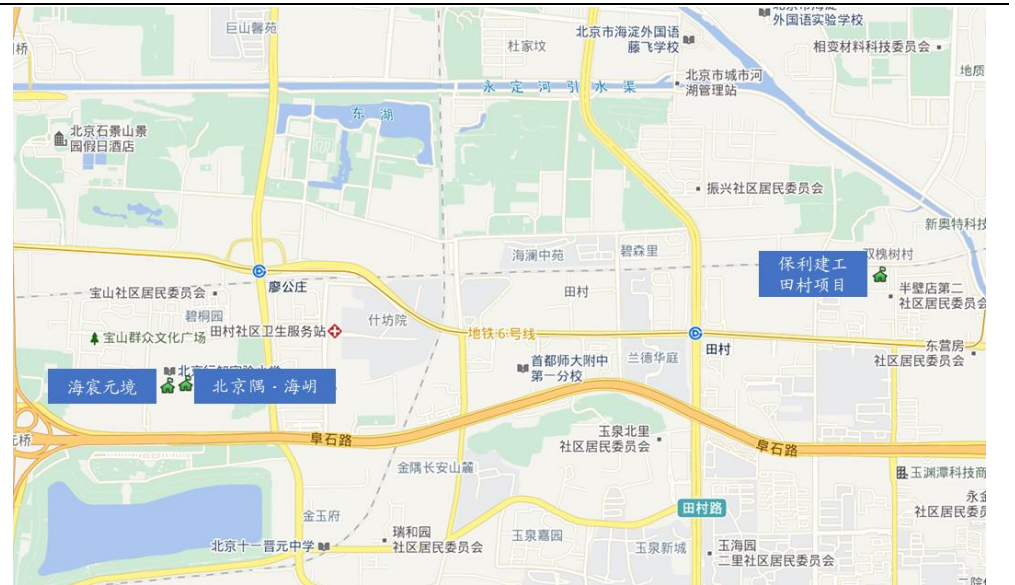 巨山馨苑
桥
杜家坟
北京市海淀外国语
藤飞学校
外国语实验学校
相变材料科技委员会
地质
北京市城市河
湖管理站
永定河引水渠
东湖
北京石景山景
园假日酒店
振兴社区居民委员会
新奥特科技
海澜中苑
碧森里
双槐树村
保利建工
田村项目
廖公庄
宝山社区居民委员会
田村
半壁店第二
社区居民委员会
碧桐园
什坊院
宝山群众文化广场
田村社区卫生服务站
地铁6号线
田村
东营房
社区居民委员会
首都师大附中
第一分校
兰德华庭
海宸元境
北京隅·海岄
阜石路
玉泉北里
社区居民委员会
阜石路
金隅长安山麓
玉渊潭科技商
田村路
永金
社区居民委员
金玉府
瑞和园
社区居民委员会
玉泉嘉园
北京十一晋元中学
玉泉新城
玉海园
二里社区居民委员会